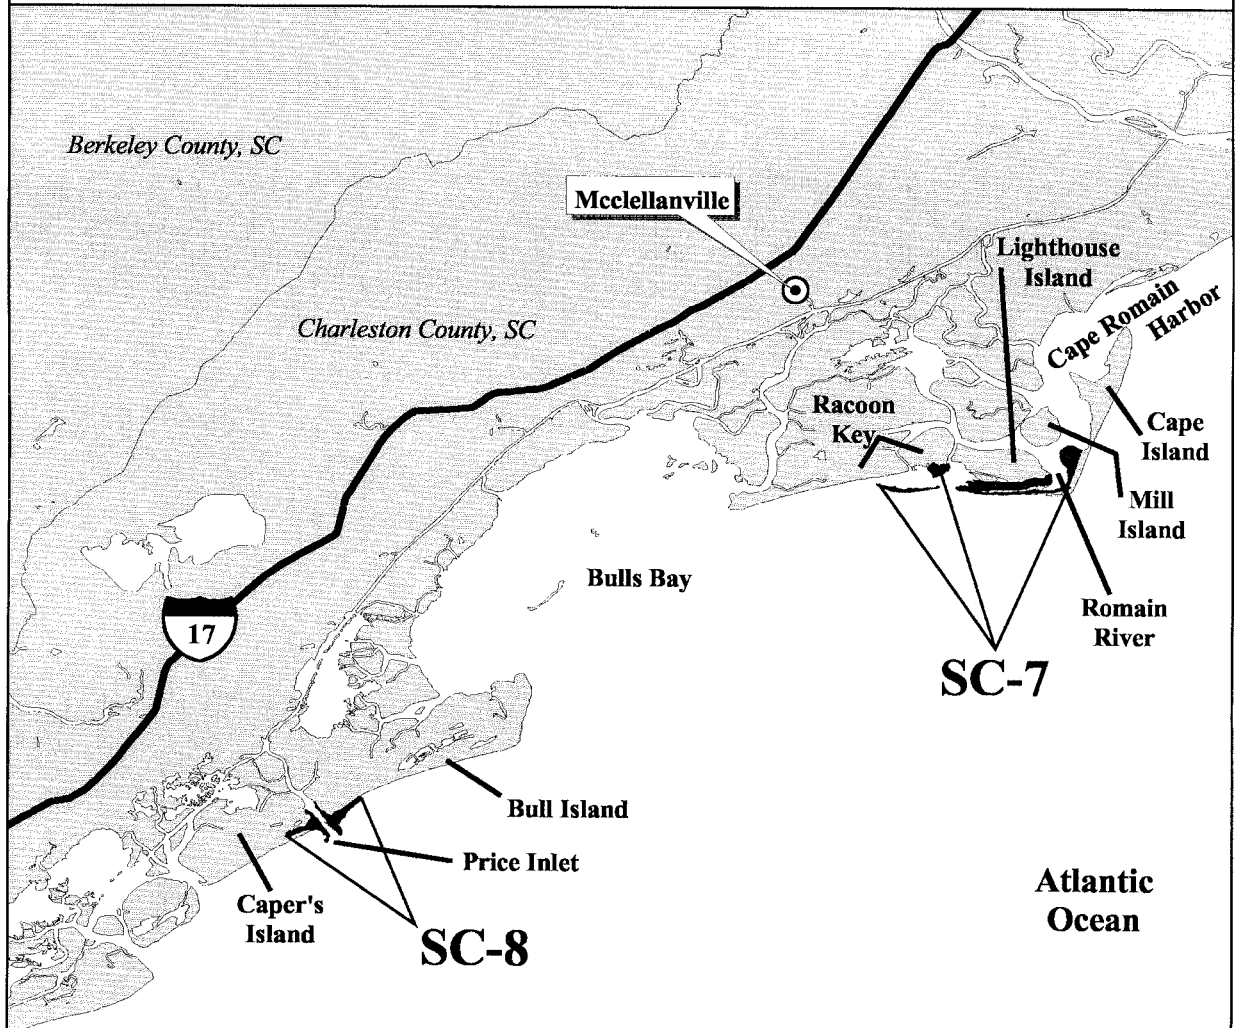 Berkeley County, SC
Mcclellanville
Lighthouse
Island
Cape Romain
Harbor
Charleston County, SC
Racoon
Key
Cape
Island
Mill
Island
Bulls Bay
Romain
River
17
SC-7
Bull Island
Price Inlet
Caper's
Island
SC-8
Atlantic
Ocean